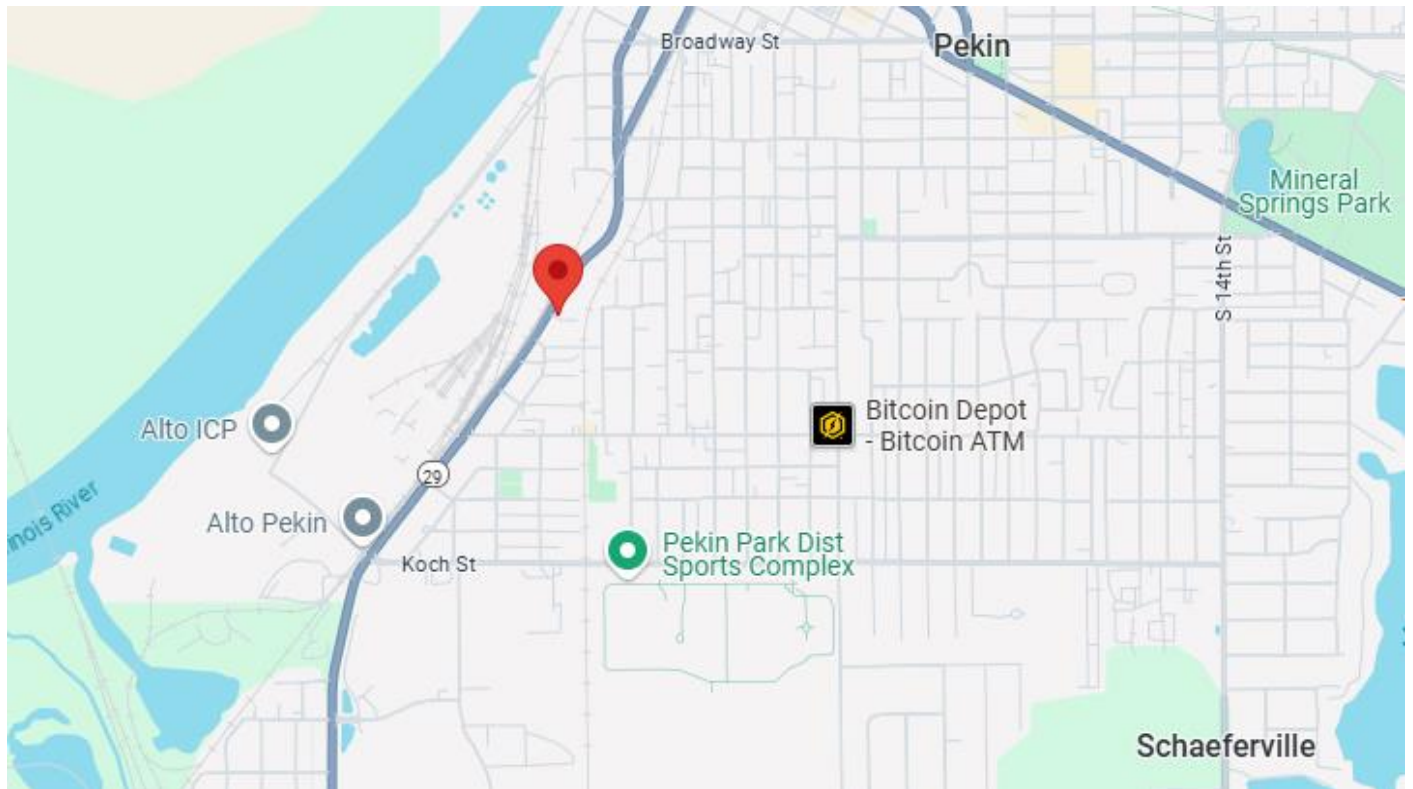 Broadway St
Pekin
Mineral
Springs Park
S 14th St
Bitcoin Depot
- Bitcoin ATM
Alto ICP
29
Alto Pekin
River
Koch St
Pekin Park Dist
Sports Complex
Schaeferville